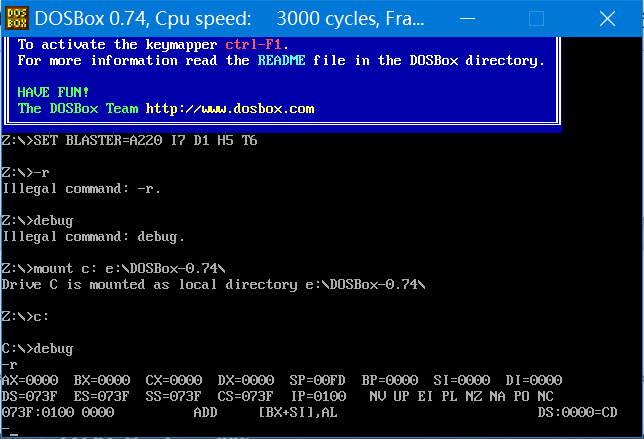 DOS
BOX
DOSBox 0.74, Cpu speed:    3000 cycles, Fra...
To activate the keymapper ctrl-F1.
For more information read the README file in the DOSBox directory.
HAVE FUN!
The DOSBox Team http://www.dosbox.com
Z:\>SET BLASTER=A220 I7 D1 H5 T6
Z:\>-r
Illegal command: -r.
Z:\>debug
Illegal command: debug.
Z:\>mount c: e:\DOSBox-0.74\
Drive C is mounted as local directory e:\DOSBox-0.74\
Z:\>c:
C:\>debug
-r
AX=0000  BX=0000  CX=0000  DX=0000  SP=00FD  BP=0000  SI=0000  DI=0000
DS=073F  ES=073F  SS=073F  CS=073F  IP=0100   NV UP EI PL NZ NA PO NC
073F:0100 0000          ADD     [BX+SI],AL                         DS:0000=CD
-_